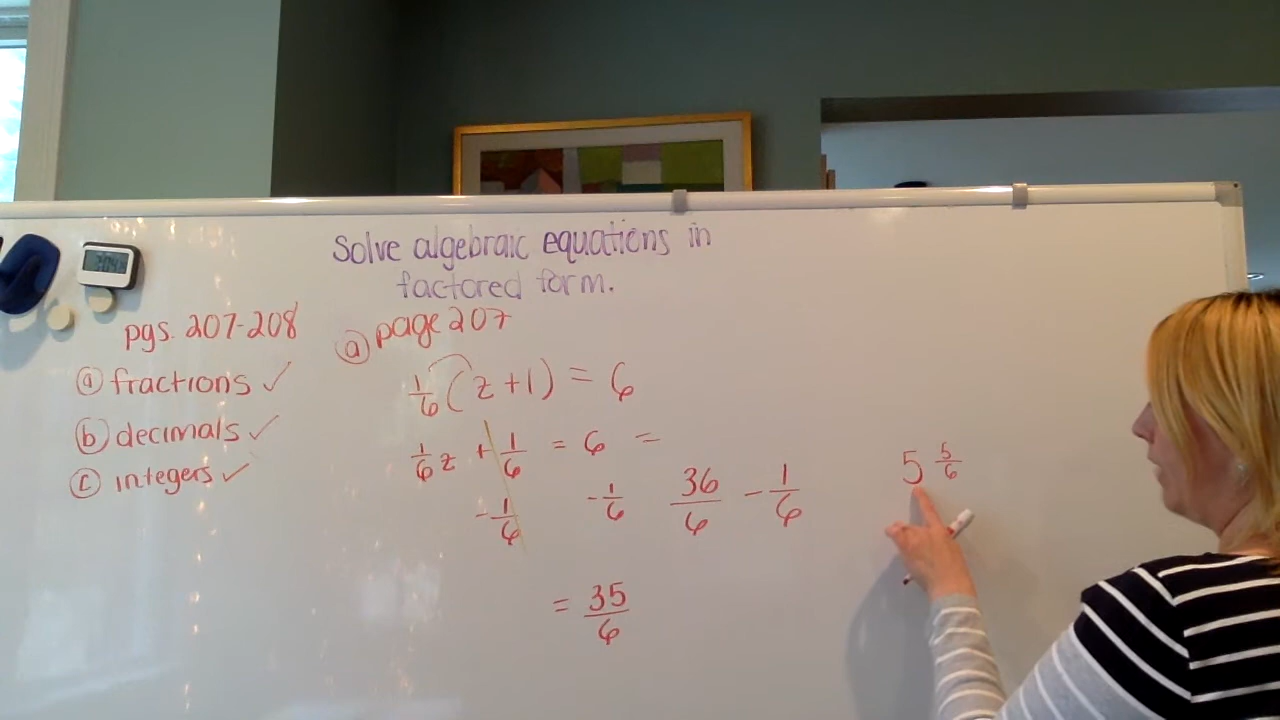 Solve algebraic equations in
factored form.
pgs. 207-208
ⓐ fractions ✓
ⓑ decimals ✓
ⓒ integers ✓
ⓐ page 207
1/6 (z + 1) = 6
1/6 z + 1/6 = 6 =
- 1/6 - 1/6 36/6 - 1/6
= 35/6
5 5/6